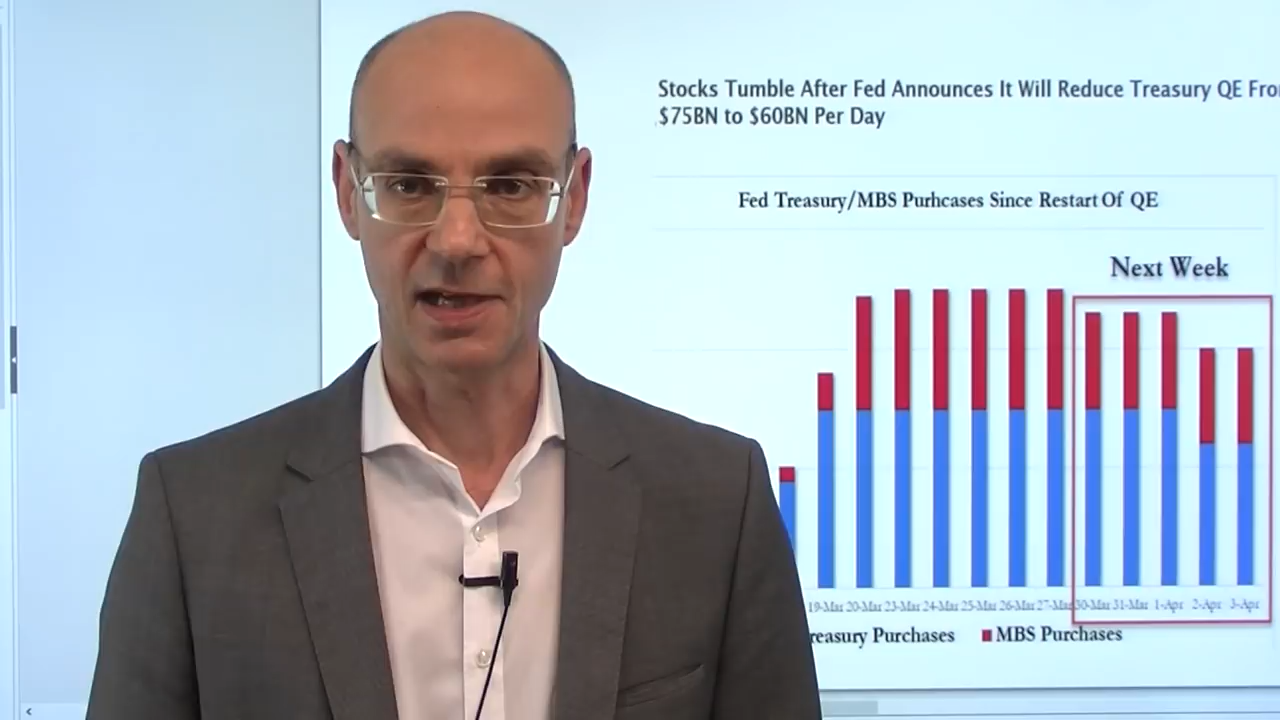 Stocks Tumble After Fed Announces It Will Reduce Treasury QE Fro
$75BN to $60BN Per Day
Fed Treasury/MBS Purhcases Since Restart Of QE
Next Week
19-Mar 20-Mar 23-Mar 24-Mar 25-Mar 26-Mar 27-Mar 30-Mar 31-Mar 1-Apr 2-Apr 3-Apr
reasury Purchases MBS Purchases